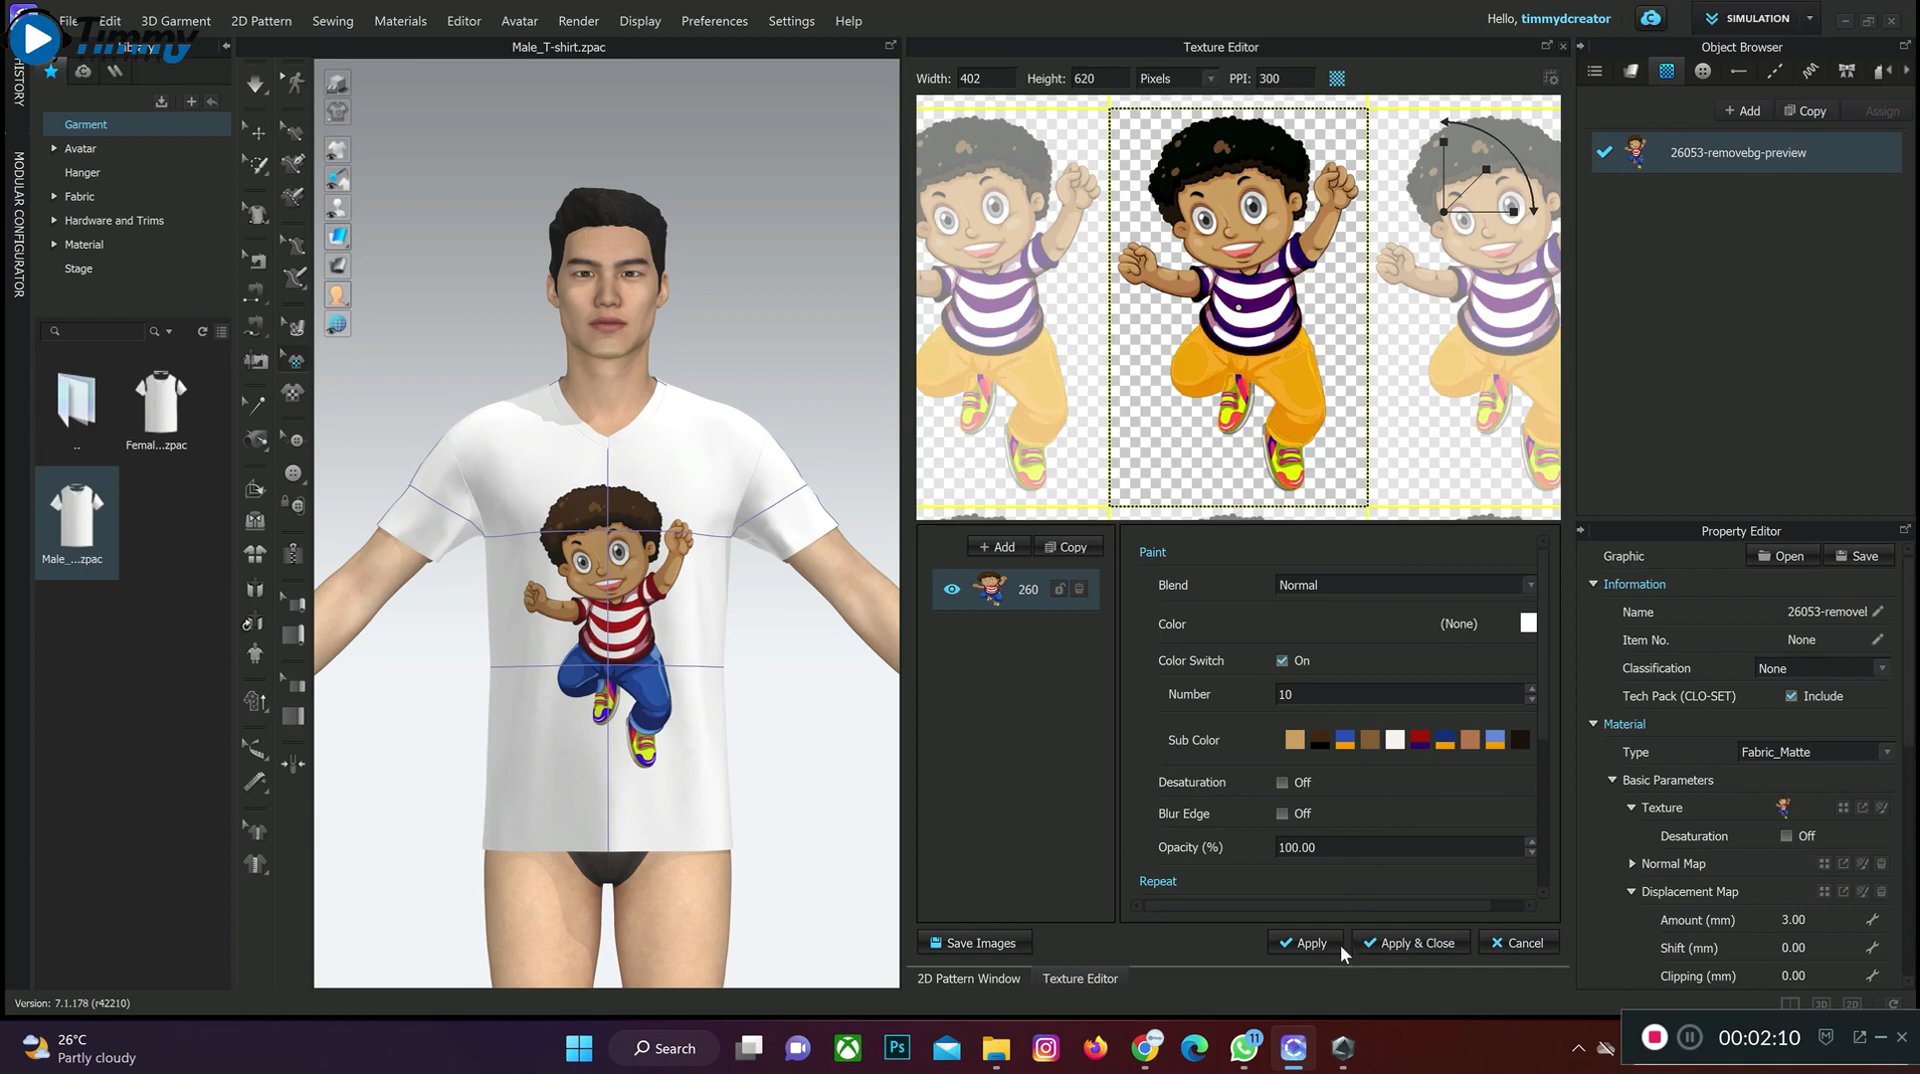 File Edit 3D Garment 2D Pattern Sewing Materials Editor Avatar Render Display Preferences Settings Help
Hello, timmydcreator
SIMULATION
Timmy
Library
Male_T-shirt.zpac
Texture Editor
Object Browser
HISTORY
MODULAR CONFIGURATOR
Width: 402 Height: 620 Pixels PPI: 300
+ Add Copy Assign
26053-removebg-preview
Garment
Avatar
Hanger
Fabric
Hardware and Trims
Material
Stage
..
Femal...zpac
Male_...zpac
+ Add Copy
260
Paint
Blend Normal
Color (None)
Color Switch On
Number 10
Sub Color
Desaturation Off
Blur Edge Off
Opacity (%) 100.00
Repeat
Save Images
Apply
Apply & Close
Cancel
2D Pattern Window
Texture Editor
Property Editor
Graphic Open Save
Information
Name 26053-removel
Item No. None
Classification None
Tech Pack (CLO-SET) Include
Material
Type Fabric_Matte
Basic Parameters
Texture
Desaturation Off
Normal Map
Displacement Map
Amount (mm) 3.00
Shift (mm) 0.00
Clipping (mm) 0.00
3D 2D
Version: 7.1.178 (r42210)
26°C
Partly cloudy
Search
Ps
11
00:02:10